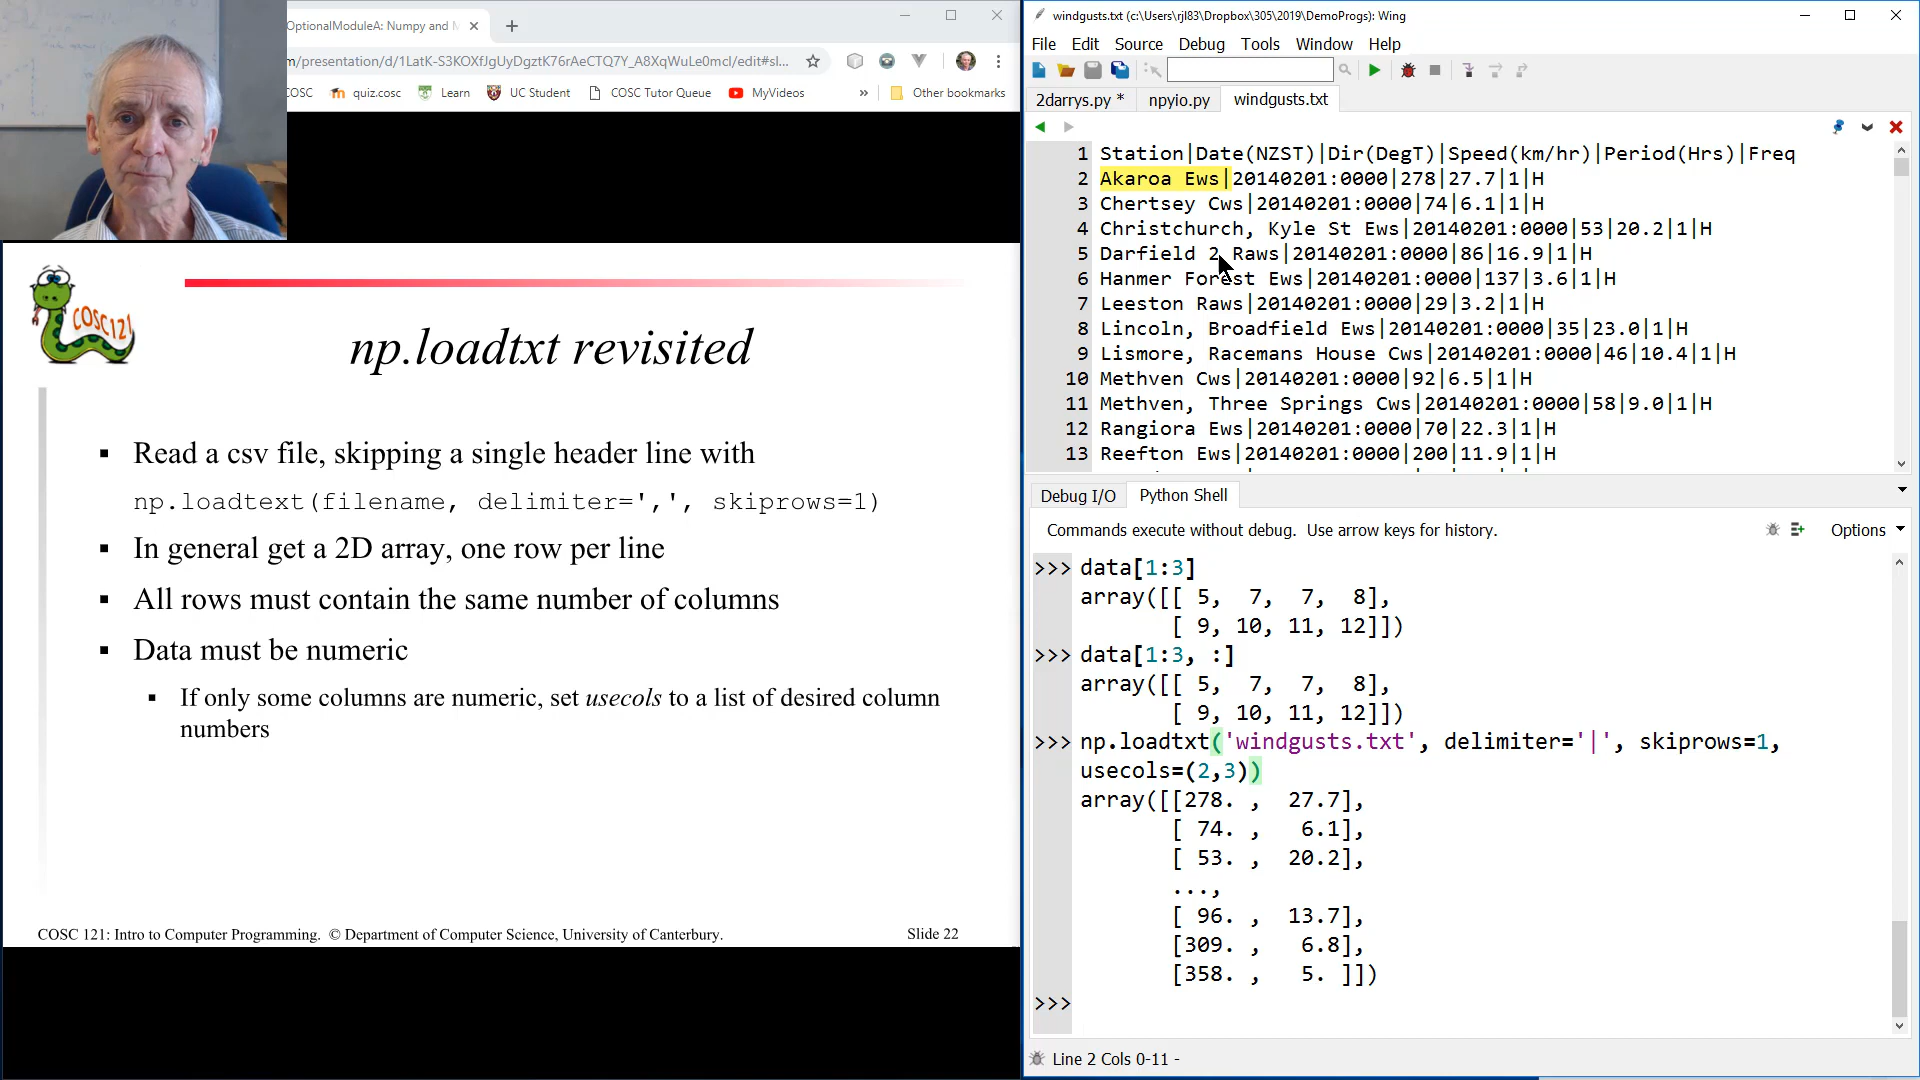 OptionalModuleA: Numpy and M
m/presentation/d/1LatK-S3KOXfJgUyDgztK76rAeCTQ7Y_A8XqWuLe0mcI/edit#sl...
COSC
quiz.cosc
Learn
UC Student
COSC Tutor Queue
MyVideos
»
Other bookmarks
COSC121
np.loadtxt revisited
▪ Read a csv file, skipping a single header line with
np.loadtext(filename, delimiter=',', skiprows=1)
▪ In general get a 2D array, one row per line
▪ All rows must contain the same number of columns
▪ Data must be numeric
▪ If only some columns are numeric, set usecols to a list of desired column
numbers
COSC 121: Intro to Computer Programming. © Department of Computer Science, University of Canterbury.
Slide 22
windgusts.txt (c:\Users\rjl83\Dropbox\305\2019\DemoProgs): Wing
File Edit Source Debug Tools Window Help
2darrys.py * npyio.py windgusts.txt
1 Station|Date(NZST)|Dir(DegT)|Speed(km/hr)|Period(Hrs)|Freq
2 Akaroa Ews|20140201:0000|278|27.7|1|H
3 Chertsey Cws|20140201:0000|74|6.1|1|H
4 Christchurch, Kyle St Ews|20140201:0000|53|20.2|1|H
5 Darfield 2 Raws|20140201:0000|86|16.9|1|H
6 Hanmer Forest Ews|20140201:0000|137|3.6|1|H
7 Leeston Raws|20140201:0000|29|3.2|1|H
8 Lincoln, Broadfield Ews|20140201:0000|35|23.0|1|H
9 Lismore, Racemans House Cws|20140201:0000|46|10.4|1|H
10 Methven Cws|20140201:0000|92|6.5|1|H
11 Methven, Three Springs Cws|20140201:0000|58|9.0|1|H
12 Rangiora Ews|20140201:0000|70|22.3|1|H
13 Reefton Ews|20140201:0000|200|11.9|1|H
Debug I/O Python Shell
Commands execute without debug. Use arrow keys for history.
Options
>>> data[1:3]
array([[ 5, 7, 7, 8],
[ 9, 10, 11, 12]])
>>> data[1:3, :]
array([[ 5, 7, 7, 8],
[ 9, 10, 11, 12]])
>>> np.loadtxt('windgusts.txt', delimiter='|', skiprows=1,
usecols=(2,3))
array([[278. , 27.7],
[ 74. , 6.1],
[ 53. , 20.2],
...,
[ 96. , 13.7],
[309. , 6.8],
[358. , 5. ]])
>>>
Line 2 Cols 0-11 -